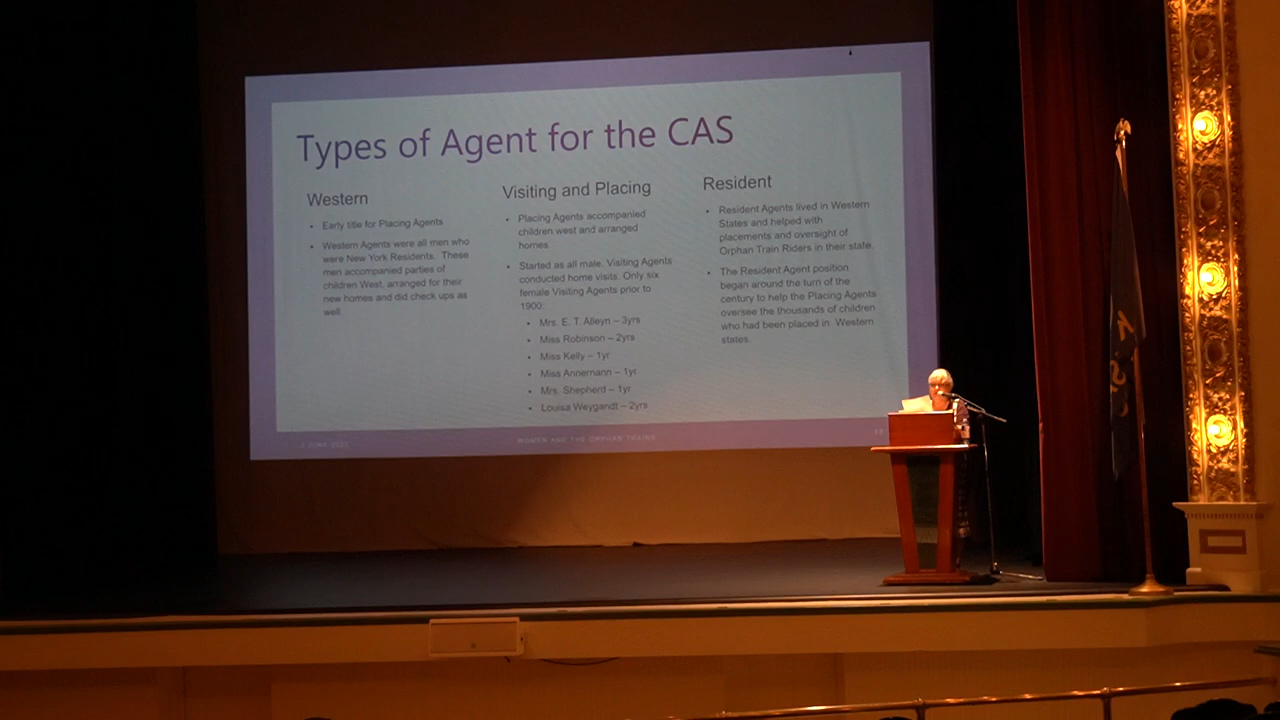 Types of Agent for the CAS
Western
• Early title for Placing Agents
• Western Agents were all men who
were New York Residents. These
men accompanied parties of
children West, arranged for their
new homes and did check ups as
well.
Visiting and Placing
• Placing Agents accompanied
children west and arranged
homes.
• Started as all male. Visiting Agents
conducted home visits. Only six
female Visiting Agents prior to
1900:
• Mrs. E. T. Alleyn – 3yrs
• Miss Robinson – 2yrs
• Miss Kelly – 1yr
• Miss Annemann – 1yr
• Mrs. Shepherd – 1yr
• Louisa Weygandt – 2yrs
Resident
• Resident Agents lived in Western
States and helped with
placements and oversight of
Orphan Train Riders in their state.
• The Resident Agent position
began around the turn of the
century to help the Placing Agents
oversee the thousands of children
who had been placed in Western
states.
WOMEN AND THE ORPHAN TRAINS